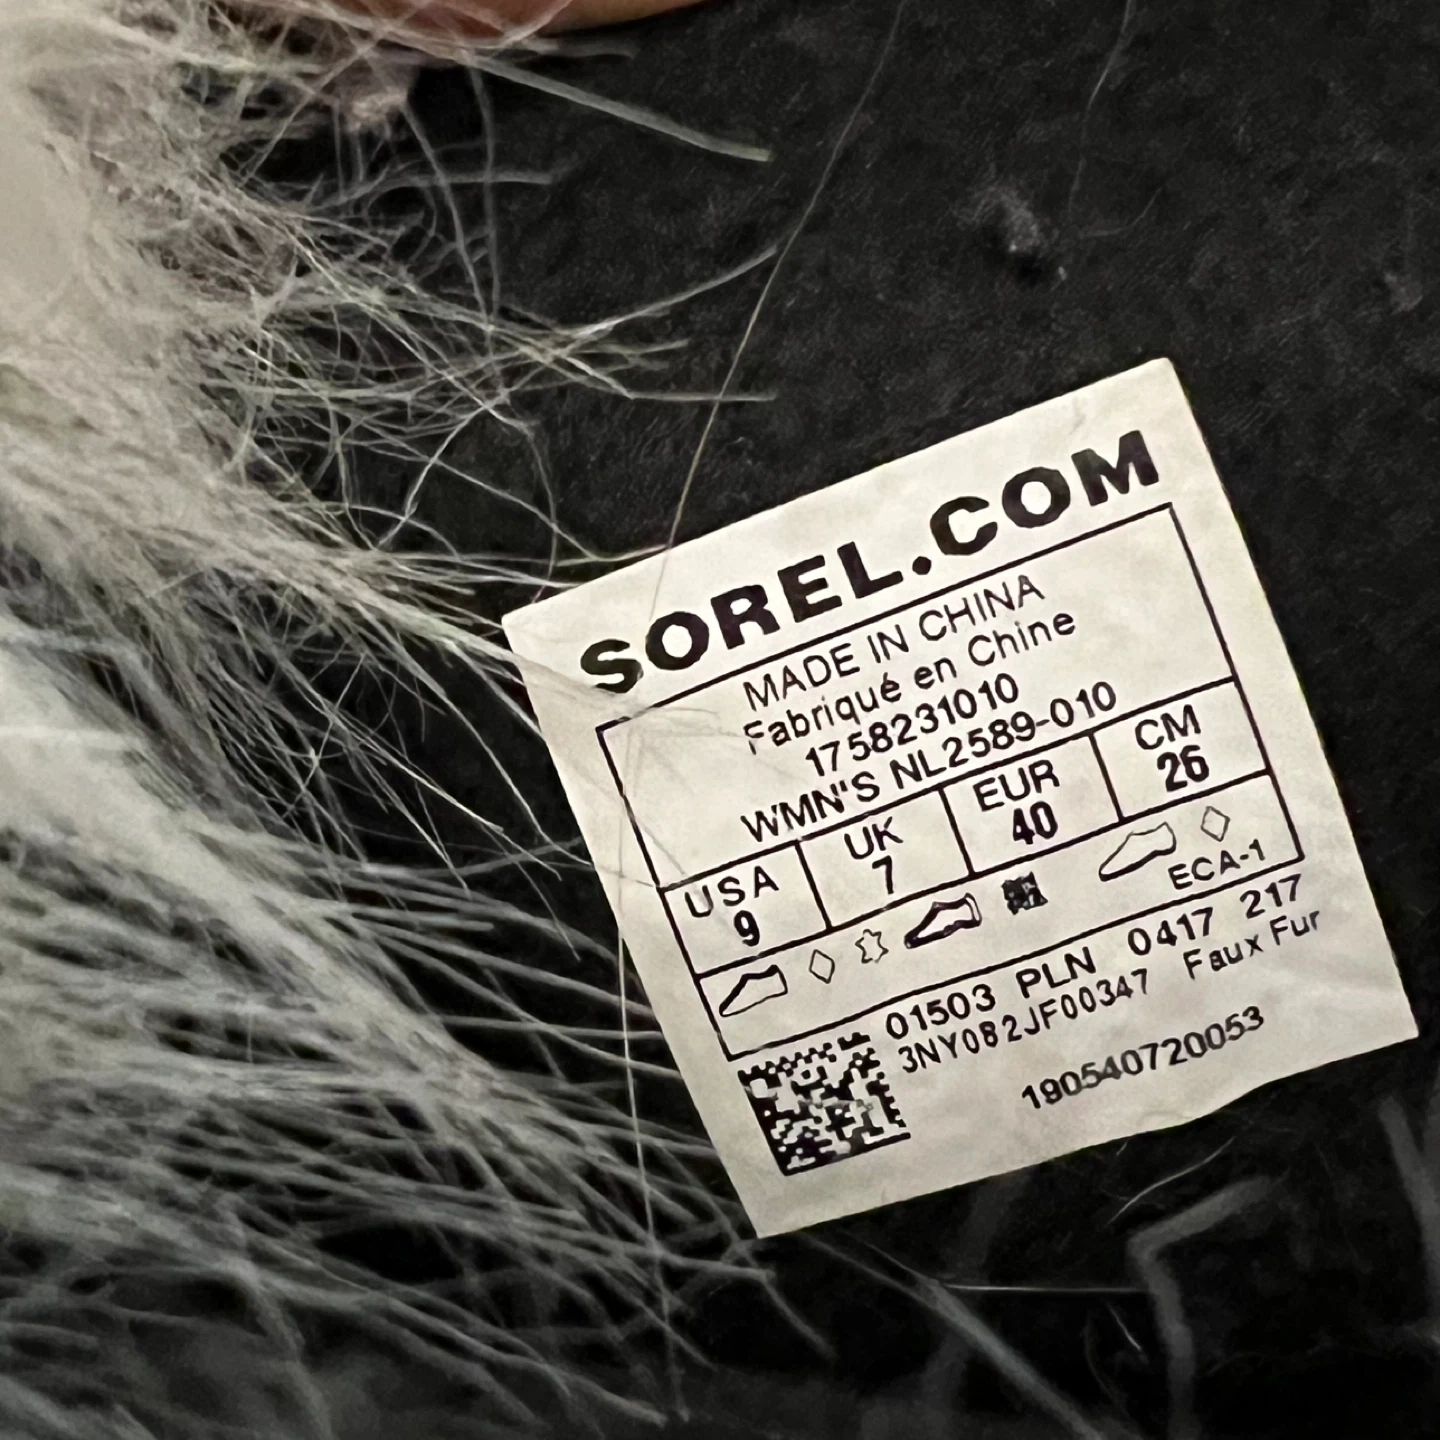 SOREL.COM
MADE IN CHINA
Fabriqué en Chine
1758231010
WMN'S NL2589-010
USA UK EUR CM
9 7 40 26
ECA-1
01503 PLN 0417 217
3NY082JF00347 Faux Fur
190540720053